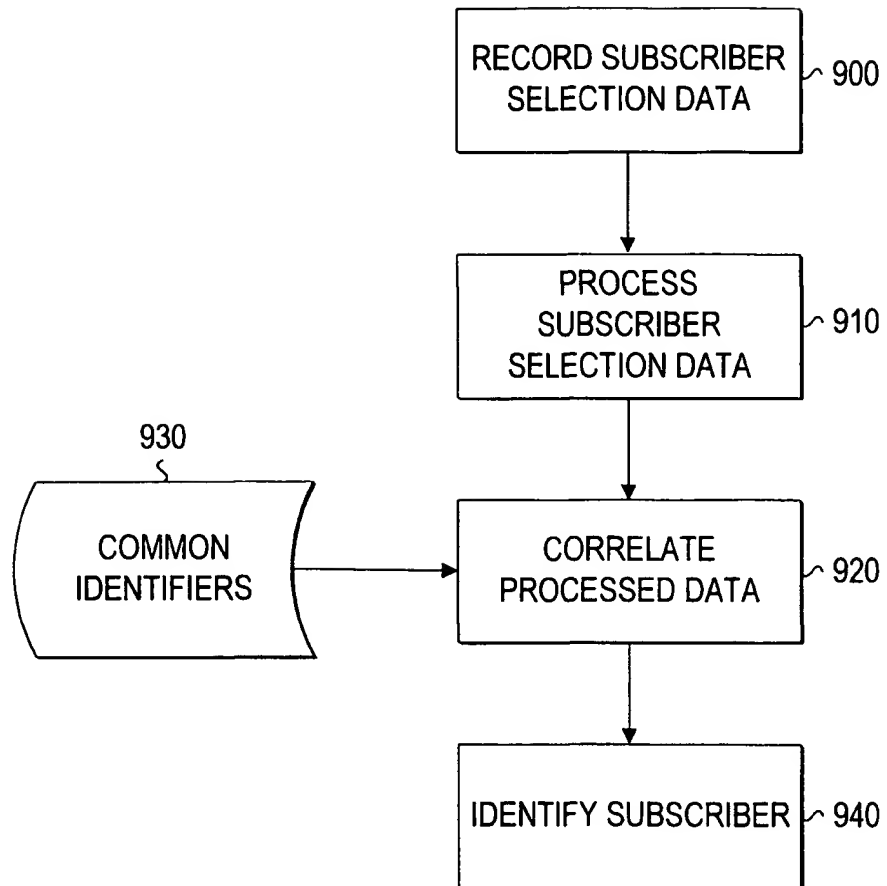 RECORD SUBSCRIBER
SELECTION DATA
900
PROCESS
SUBSCRIBER
SELECTION DATA
910
930
COMMON
IDENTIFIERS
CORRELATE
PROCESSED DATA
920
IDENTIFY SUBSCRIBER
940